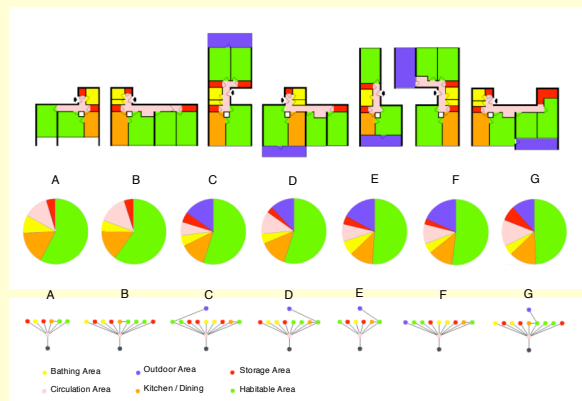 A B C D E F G
A B C D E F G
Bathing Area Outdoor Area Storage Area
Circulation Area Kitchen / Dining Habitable Area